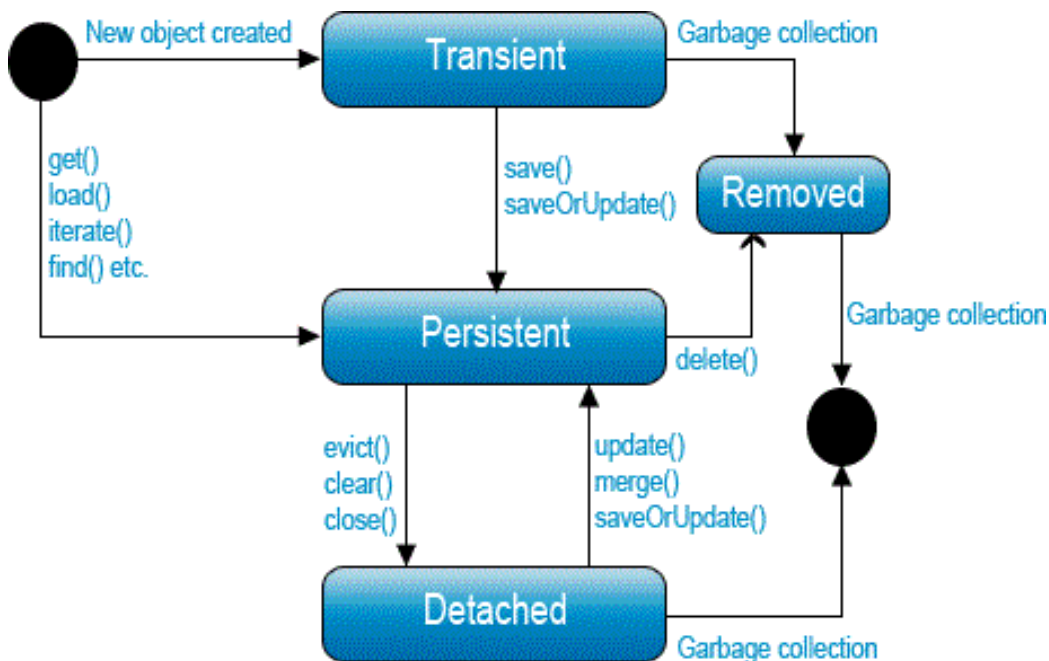 New object created
Transient
Garbage collection
get()
load()
iterate()
find() etc.
save()
saveOrUpdate()
Removed
Persistent
delete()
Garbage collection
evict()
clear()
close()
update()
merge()
saveOrUpdate()
Detached
Garbage collection